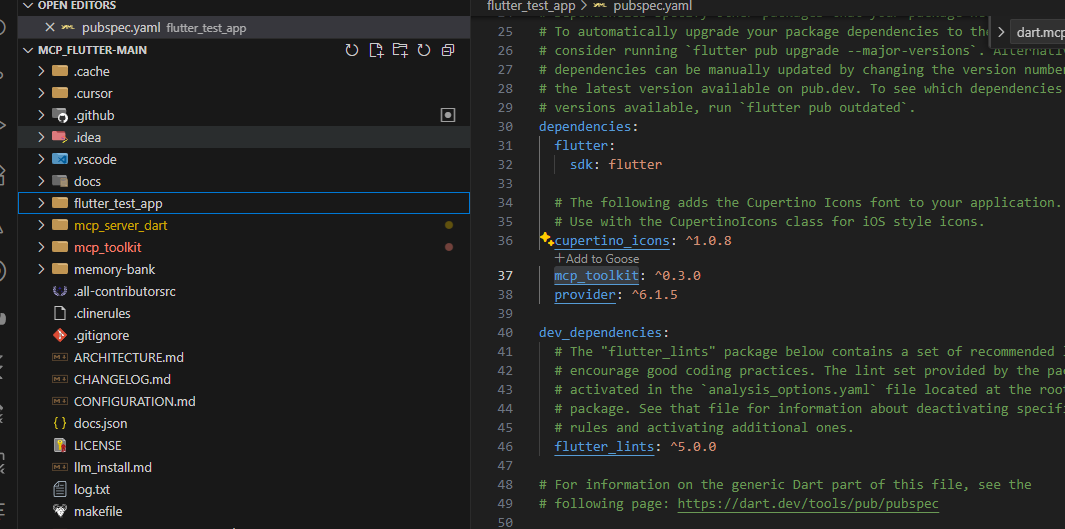 OPEN EDITORS
pubspec.yaml flutter_test_app
MCP_FLUTTER-MAIN
.cache
.cursor
.github
.idea
.vscode
docs
flutter_test_app
mcp_server_dart
mcp_toolkit
memory-bank
.all-contributorsrc
.clinerules
.gitignore
ARCHITECTURE.md
CHANGELOG.md
CONFIGURATION.md
docs.json
LICENSE
llm_install.md
log.txt
makefile
flutter_test_app > pubspec.yaml
dart.mcp
25 # To automatically upgrade your package dependencies to the
26 # consider running `flutter pub upgrade --major-versions`. Alternati
27 # dependencies can be manually updated by changing the version number
28 # the latest version available on pub.dev. To see which dependencies
29 # versions available, run `flutter pub outdated`.
30 dependencies:
31 flutter:
32 sdk: flutter
33
34 # The following adds the Cupertino Icons font to your application.
35 # Use with the CupertinoIcons class for iOS style icons.
36 cupertino_icons: ^1.0.8
Add to Goose
37 mcp_toolkit: ^0.3.0
38 provider: ^6.1.5
39
40 dev_dependencies:
41 # The "flutter_lints" package below contains a set of recommended
42 # encourage good coding practices. The lint set provided by the pa
43 # activated in the `analysis_options.yaml` file located at the root
44 # package. See that file for information about deactivating specif
45 # rules and activating additional ones.
46 flutter_lints: ^5.0.0
47
48 # For information on the generic Dart part of this file, see the
49 # following page: https://dart.dev/tools/pub/pubspec
50